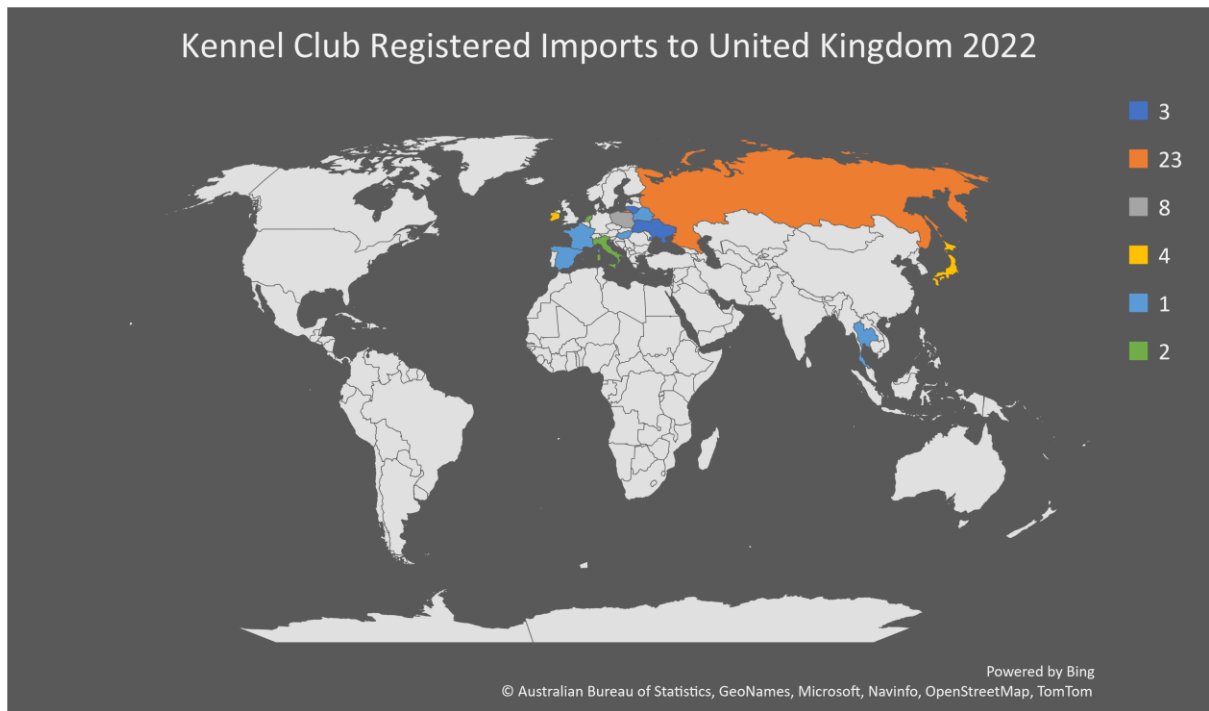 Kennel Club Registered Imports to United Kingdom 2022
3
23
8
4
1
2
Powered by Bing
© Australian Bureau of Statistics, GeoNames, Microsoft, Navinfo, OpenStreetMap, TomTom